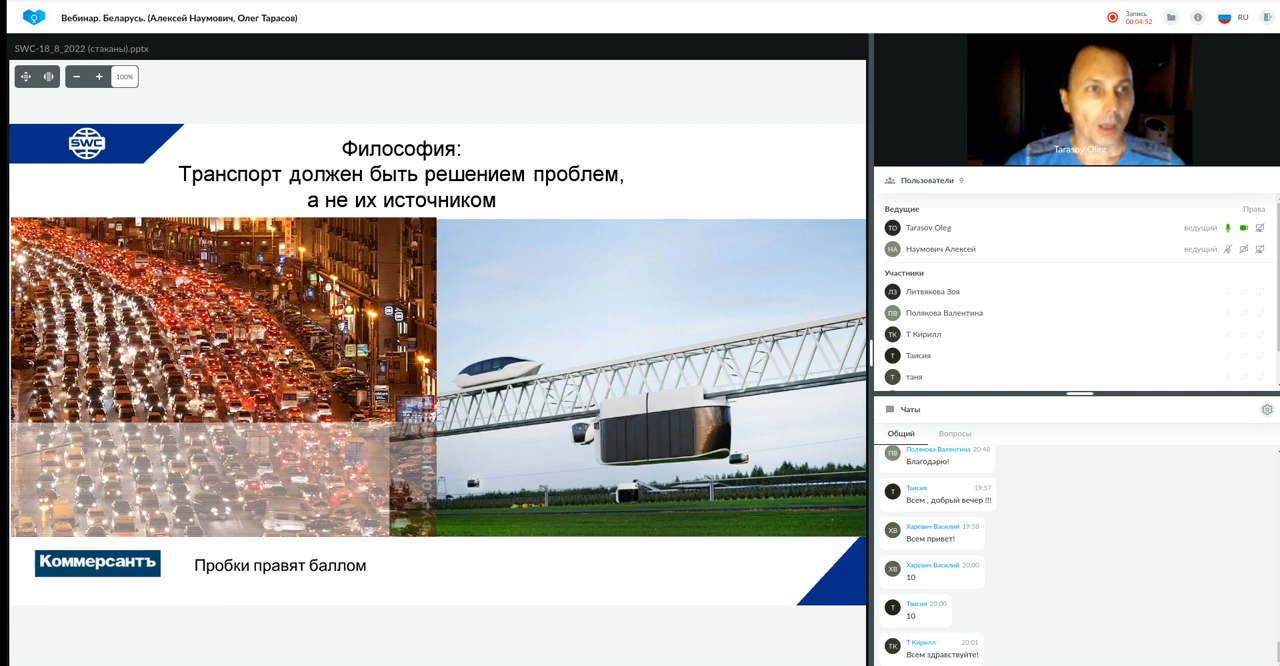 Вебинар. Беларусь. (Алексей Наумович, Олег Тарасов)
Запись
00:04:52
RU
SWC-18_8_2022 (стаканы).pptx
100%
SWC
Философия:
Транспорт должен быть решением проблем,
а не их источником
Коммерсантъ
Пробки правят баллом
Tarasov Oleg
Пользователи 9
Ведущие
Права
TO Tarasov Oleg ведущий
НА Наумович Алексей ведущий
Участники
ЛЗ Литвякова Зоя
ПВ Полякова Валентина
ТК Т Кирилл
Т Таисия
Т таня
Чаты
Общий
Вопросы
ПВ Полякова Валентина 20:48
Благодарю!
Т Таисия 19:57
Всем , добрый вечер !!!
ХВ Харевич Василий 19:58
Всем привет!
ХВ Харевич Василий 20:00
10
Т Таисия 20:00
10
ТК Т Кирилл 20:01
Всем здравствуйте!